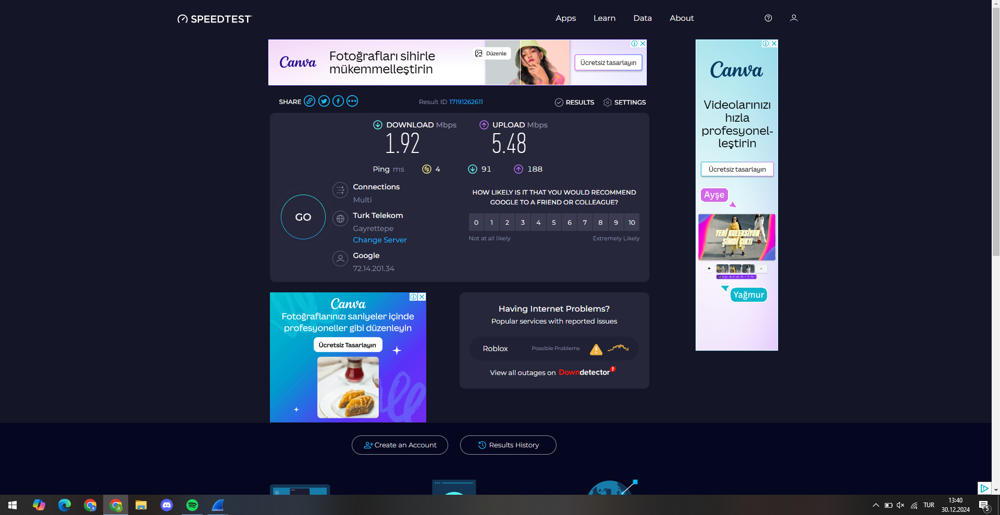 SPEEDTEST
Apps Learn Data About
Canva
Fotoğrafları sihirle
mükemmelleştirin
Düzenle
Ücretsiz tasarlayın
SHARE
Result ID 17191262611
RESULTS
SETTINGS
DOWNLOAD Mbps
1.92
UPLOAD Mbps
5.48
Ping ms 4 91 188
Connections
Multi
Turk Telekom
Gayrettepe
Change Server
Google
72.14.201.34
GO
HOW LIKELY IS IT THAT YOU WOULD RECOMMEND
GOOGLE TO A FRIEND OR COLLEAGUE?
0 1 2 3 4 5 6 7 8 9 10
Not at all likely Extremely Likely
Canva
Videolarınızı
hızla
profesyonel-
leştirin
Ücretsiz tasarlayın
Ayşe
YENİ KOLEKSİYON
ŞİMDİ ÇIKTI
Yağmur
Canva
Fotoğraflarınızı saniyeler içinde
profesyoneller gibi düzenleyin
Ücretsiz Tasarlayın
Having Internet Problems?
Popular services with reported issues
Roblox Possible Problems
View all outages on Downdetector
Create an Account
Results History
TUR
13:40
30.12.2024
5